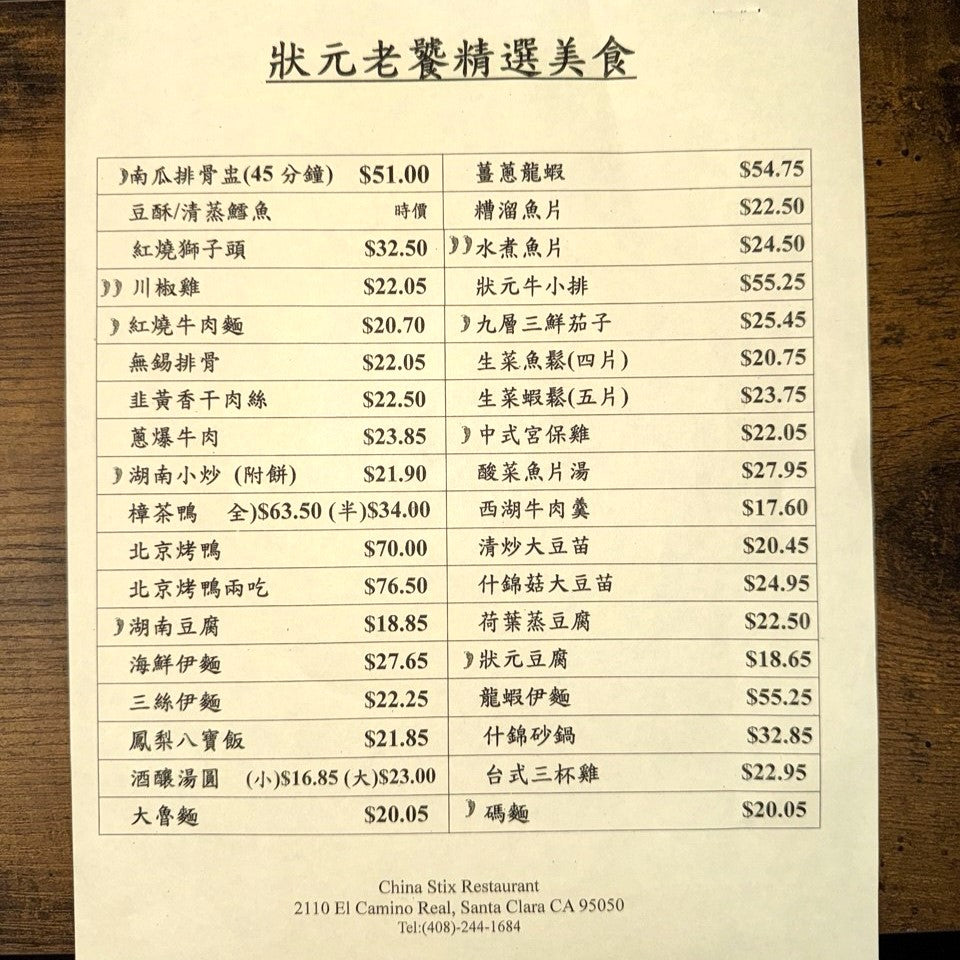 狀元老饕精選美食
南瓜排骨盅(45 分鐘) $51.00
薑蔥龍蝦 $54.75
豆酥/清蒸鱈魚 時價
糟溜魚片 $22.50
紅燒獅子頭 $32.50
水煮魚片 $24.50
川椒雞 $22.05
狀元牛小排 $55.25
紅燒牛肉麵 $20.70
九層三鮮茄子 $25.45
無錫排骨 $22.05
生菜魚鬆(四片) $20.75
韭黃香干肉絲 $22.50
生菜蝦鬆(五片) $23.75
蔥爆牛肉 $23.85
中式宮保雞 $22.05
湖南小炒 (附餅) $21.90
酸菜魚片湯 $27.95
樟茶鴨 全)$63.50 (半)$34.00
西湖牛肉羹 $17.60
北京烤鴨 $70.00
清炒大豆苗 $20.45
北京烤鴨兩吃 $76.50
什錦菇大豆苗 $24.95
湖南豆腐 $18.85
荷葉蒸豆腐 $22.50
海鮮伊麵 $27.65
狀元豆腐 $18.65
三絲伊麵 $22.25
龍蝦伊麵 $55.25
鳳梨八寶飯 $21.85
什錦砂鍋 $32.85
酒釀湯圓 (小)$16.85 (大)$23.00
台式三杯雞 $22.95
大魯麵 $20.05
碼麵 $20.05
China Stix Restaurant
2110 El Camino Real, Santa Clara CA 95050
Tel:(408)-244-1684